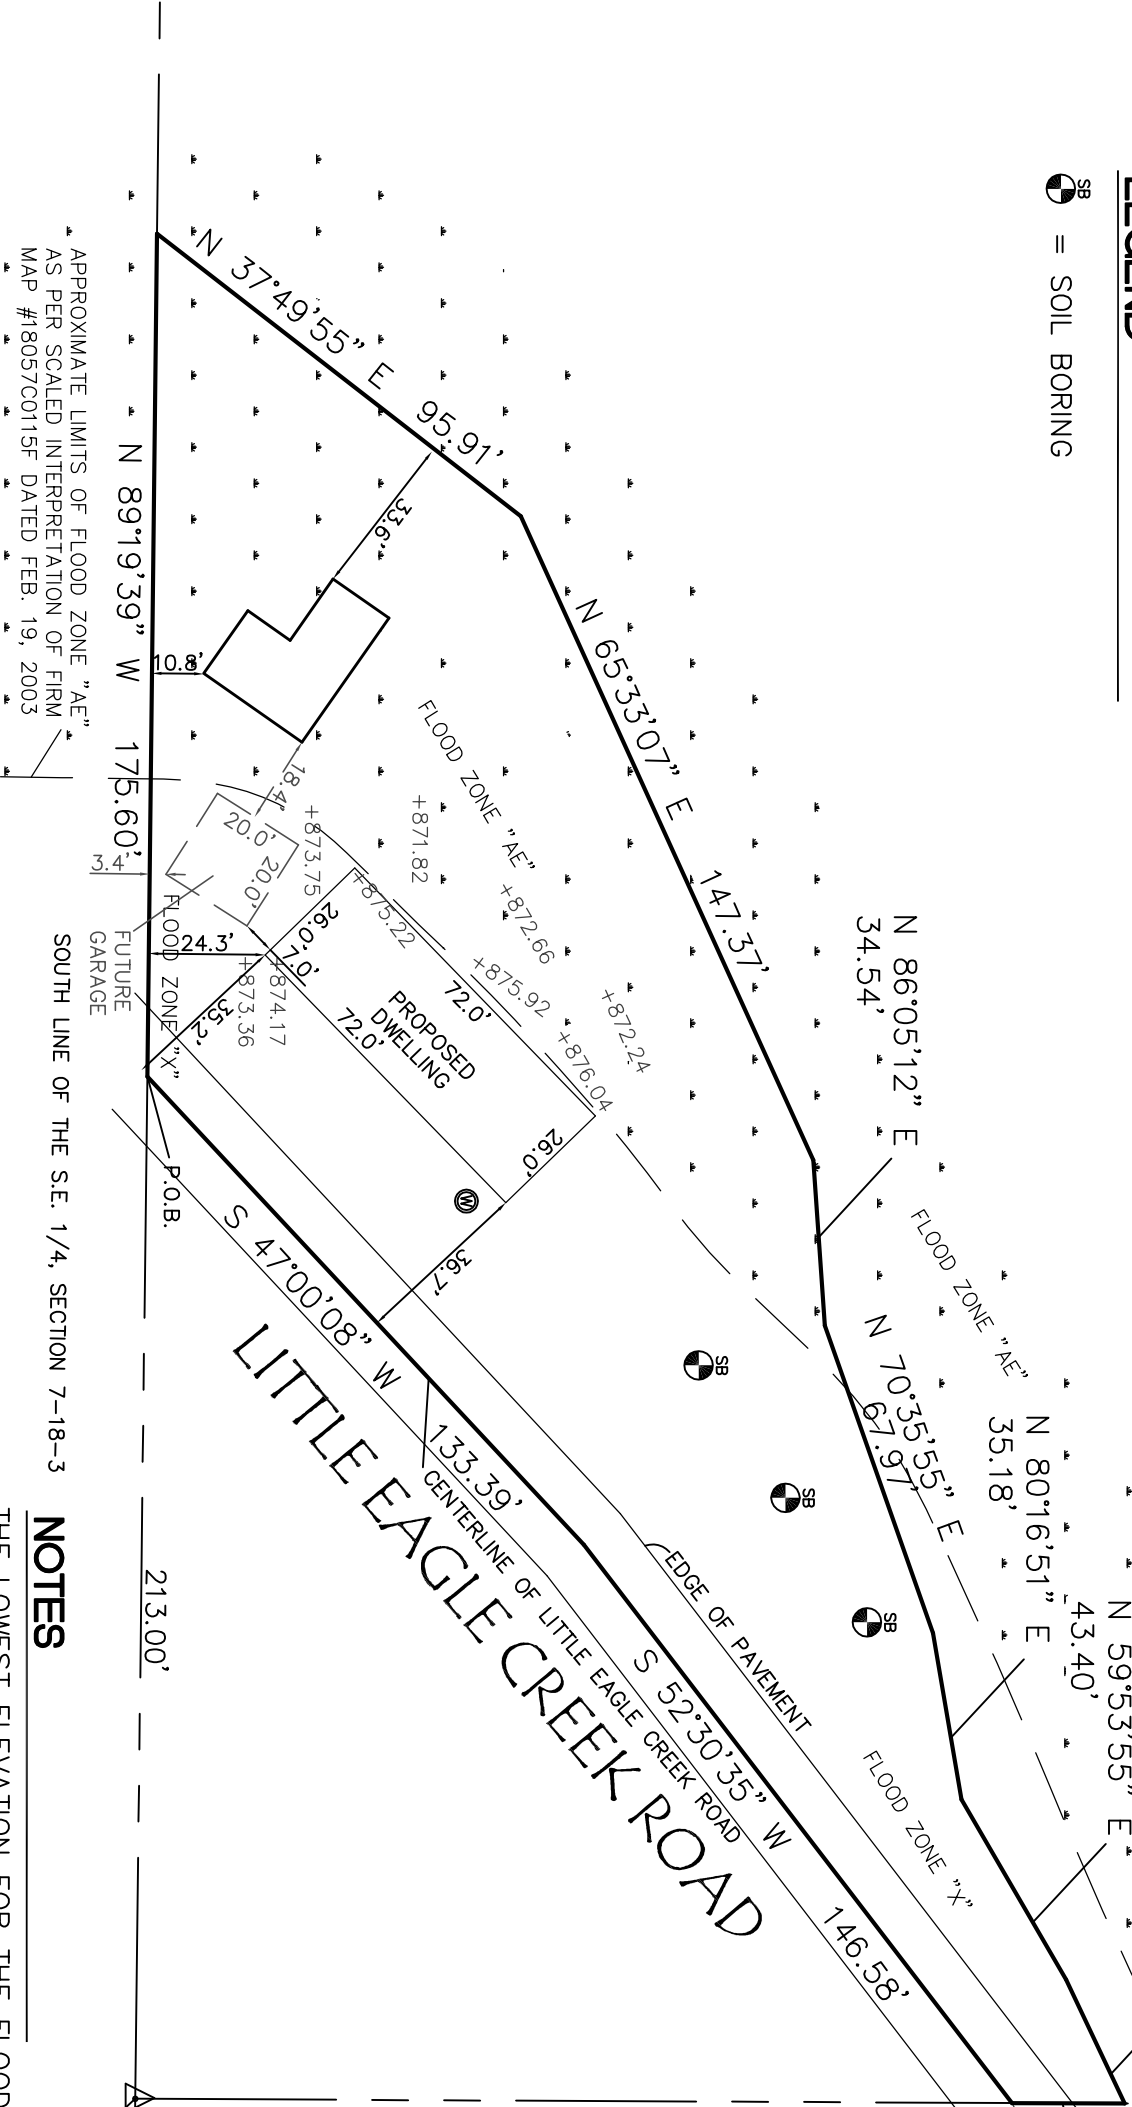 SB
= SOIL BORING
N 37°49'55" E 95.91'
N 65°33'07" E 147.37'
N 86°05'12" E
34.54'
N 70°35'55" E
67.97'
N 80°16'51" E
35.18'
N 59°53'55" E
43.40'
FLOOD ZONE "AE"
FLOOD ZONE "AE"
FLOOD ZONE "X"
33.6'
10.8'
18.4'
20.0'
20.0'
3.4'
+871.82
+872.66
+872.24
+873.75
+875.22
+875.92
+876.04
+874.17
+873.36
26.0'
7.0'
72.0'
72.0'
PROPOSED
DWELLING
26.0'
24.3'
35.2'
36.7'
W
SB
SB
SB
FLOOD ZONE "X"
FUTURE
GARAGE
N 89°19'39" W 175.60'
APPROXIMATE LIMITS OF FLOOD ZONE "AE"
AS PER SCALED INTERPRETATION OF FIRM
MAP #18057C0115F DATED FEB. 19, 2003
P.O.B.
SOUTH LINE OF THE S.E. 1/4, SECTION 7-18-3
213.00'
S 47°00'08" W 133.39'
S 52°30'35" W 146.58'
EDGE OF PAVEMENT
CENTERLINE OF LITTLE EAGLE CREEK ROAD
LITTLE EAGLE CREEK ROAD
NOTES
THE LOWEST ELEVATION FOR THE FLOOD